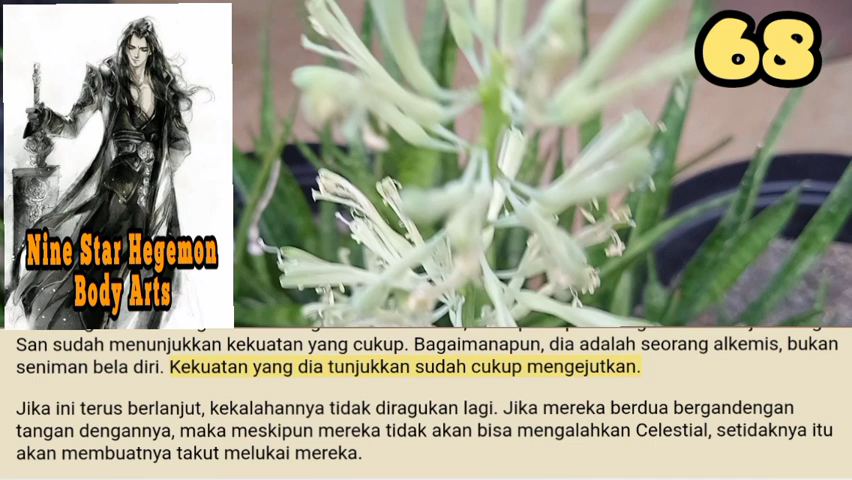 68
Nine Star Hegemon
Body Arts
San sudah menunjukkan kekuatan yang cukup. Bagaimanapun, dia adalah seorang alkemis, bukan
seniman bela diri. Kekuatan yang dia tunjukkan sudah cukup mengejutkan.
Jika ini terus berlanjut, kekalahannya tidak diragukan lagi. Jika mereka berdua bergandengan
tangan dengannya, maka meskipun mereka tidak akan bisa mengalahkan Celestial, setidaknya itu
akan membuatnya takut melukai mereka.